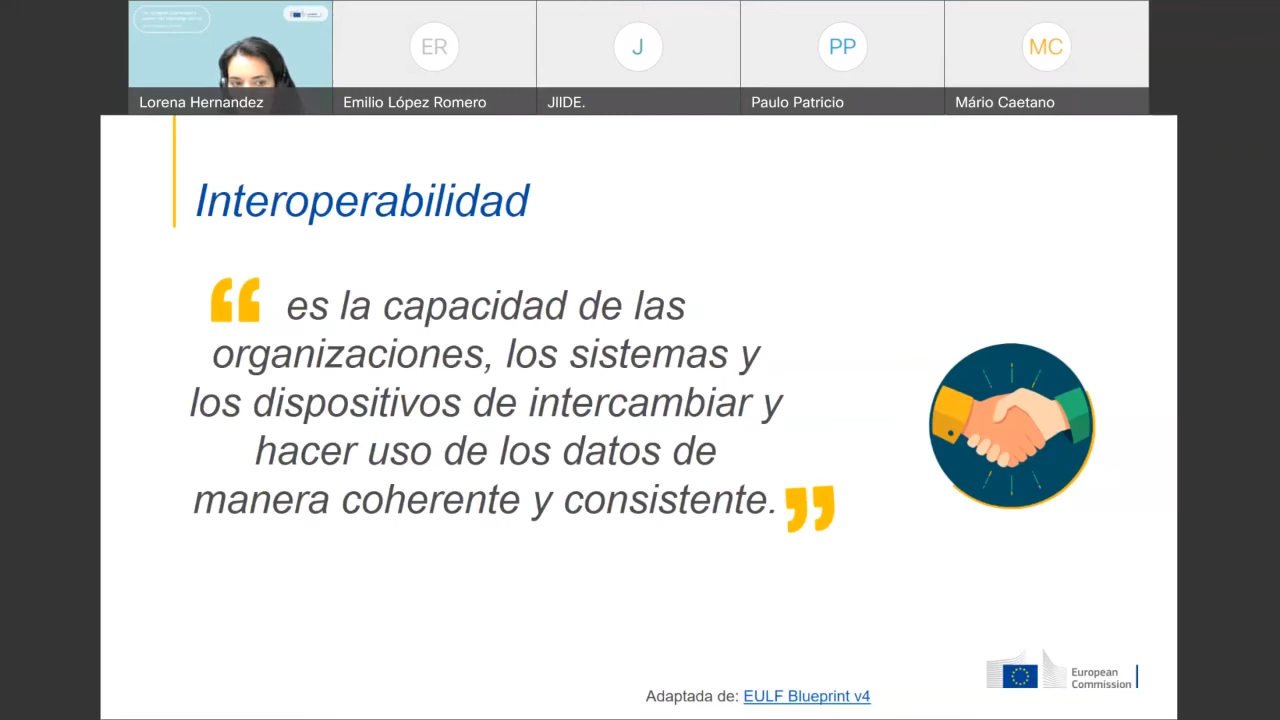 ER
J
PP
MC
Lorena Hernandez
Emilio López Romero
JIIDE.
Paulo Patricio
Mário Caetano
Interoperabilidad
“ es la capacidad de las
organizaciones, los sistemas y
los dispositivos de intercambiar y
hacer uso de los datos de
manera coherente y consistente. ”
European
Commission
Adaptada de: EULF Blueprint v4